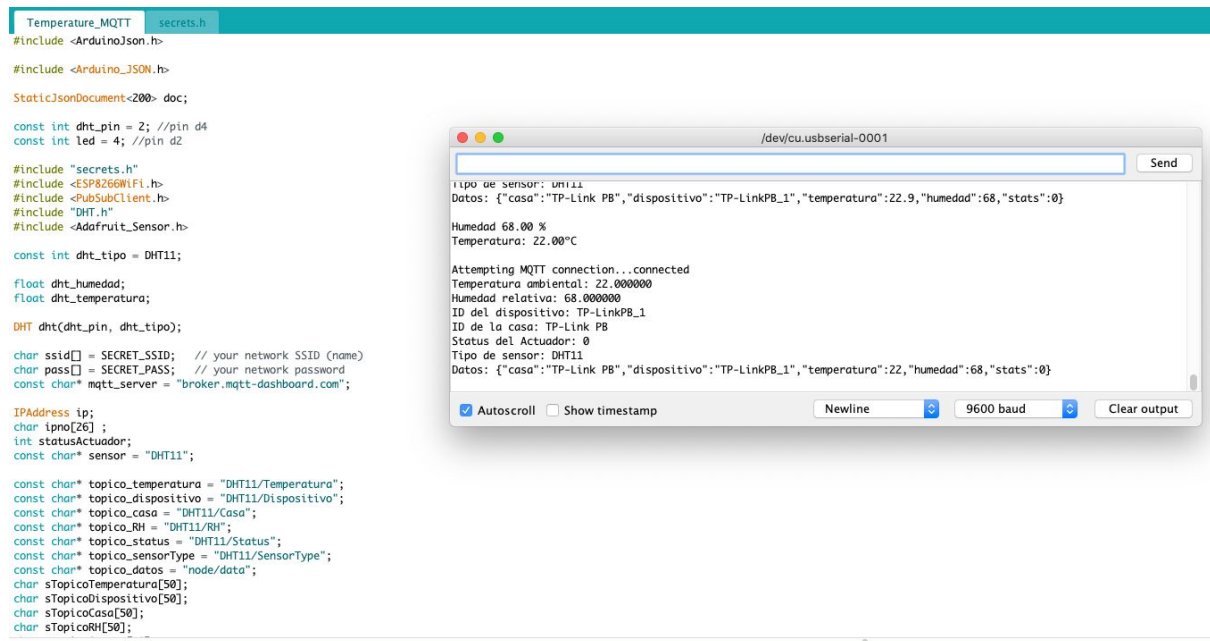 Temperature_MQTT secrets.h
#include <ArduinoJson.h>
#include <Arduino_JSON.h>
StaticJsonDocument<200> doc;
const int dht_pin = 2; //pin d4
const int led = 4; //pin d2
#include "secrets.h"
#include <ESP8266WiFi.h>
#include <PubSubClient.h>
#include "DHT.h"
#include <Adafruit_Sensor.h>
const int dht_tipo = DHT11;
float dht_humedad;
float dht_temperatura;
DHT dht(dht_pin, dht_tipo);
char ssid[] = SECRET_SSID; // your network SSID (name)
char pass[] = SECRET_PASS; // your network password
const char* mqtt_server = "broker.mqtt-dashboard.com";
IPAddress ip;
char ipno[26] ;
int statusActuador;
const char* sensor = "DHT11";
const char* topico_temperatura = "DHT11/Temperatura";
const char* topico_dispositivo = "DHT11/Dispositivo";
const char* topico_casa = "DHT11/Casa";
const char* topico_RH = "DHT11/RH";
const char* topico_status = "DHT11/Status";
const char* topico_sensorType = "DHT11/SensorType";
const char* topico_datos = "node/data";
char sTopicoTemperatura[50];
char sTopicoDispositivo[50];
char sTopicoCasa[50];
char sTopicoRH[50];
/dev/cu.usbserial-0001
Send
Tipo de sensor: DHT11
Datos: {"casa":"TP-Link PB","dispositivo":"TP-LinkPB_1","temperatura":22.9,"humedad":68,"stats":0}
Humedad 68.00 %
Temperatura: 22.00ºC
Attempting MQTT connection...connected
Temperatura ambiental: 22.000000
Humedad relativa: 68.000000
ID del dispositivo: TP-LinkPB_1
ID de la casa: TP-Link PB
Status del Actuador: 0
Tipo de sensor: DHT11
Datos: {"casa":"TP-Link PB","dispositivo":"TP-LinkPB_1","temperatura":22,"humedad":68,"stats":0}
Autoscroll Show timestamp Newline 9600 baud Clear output